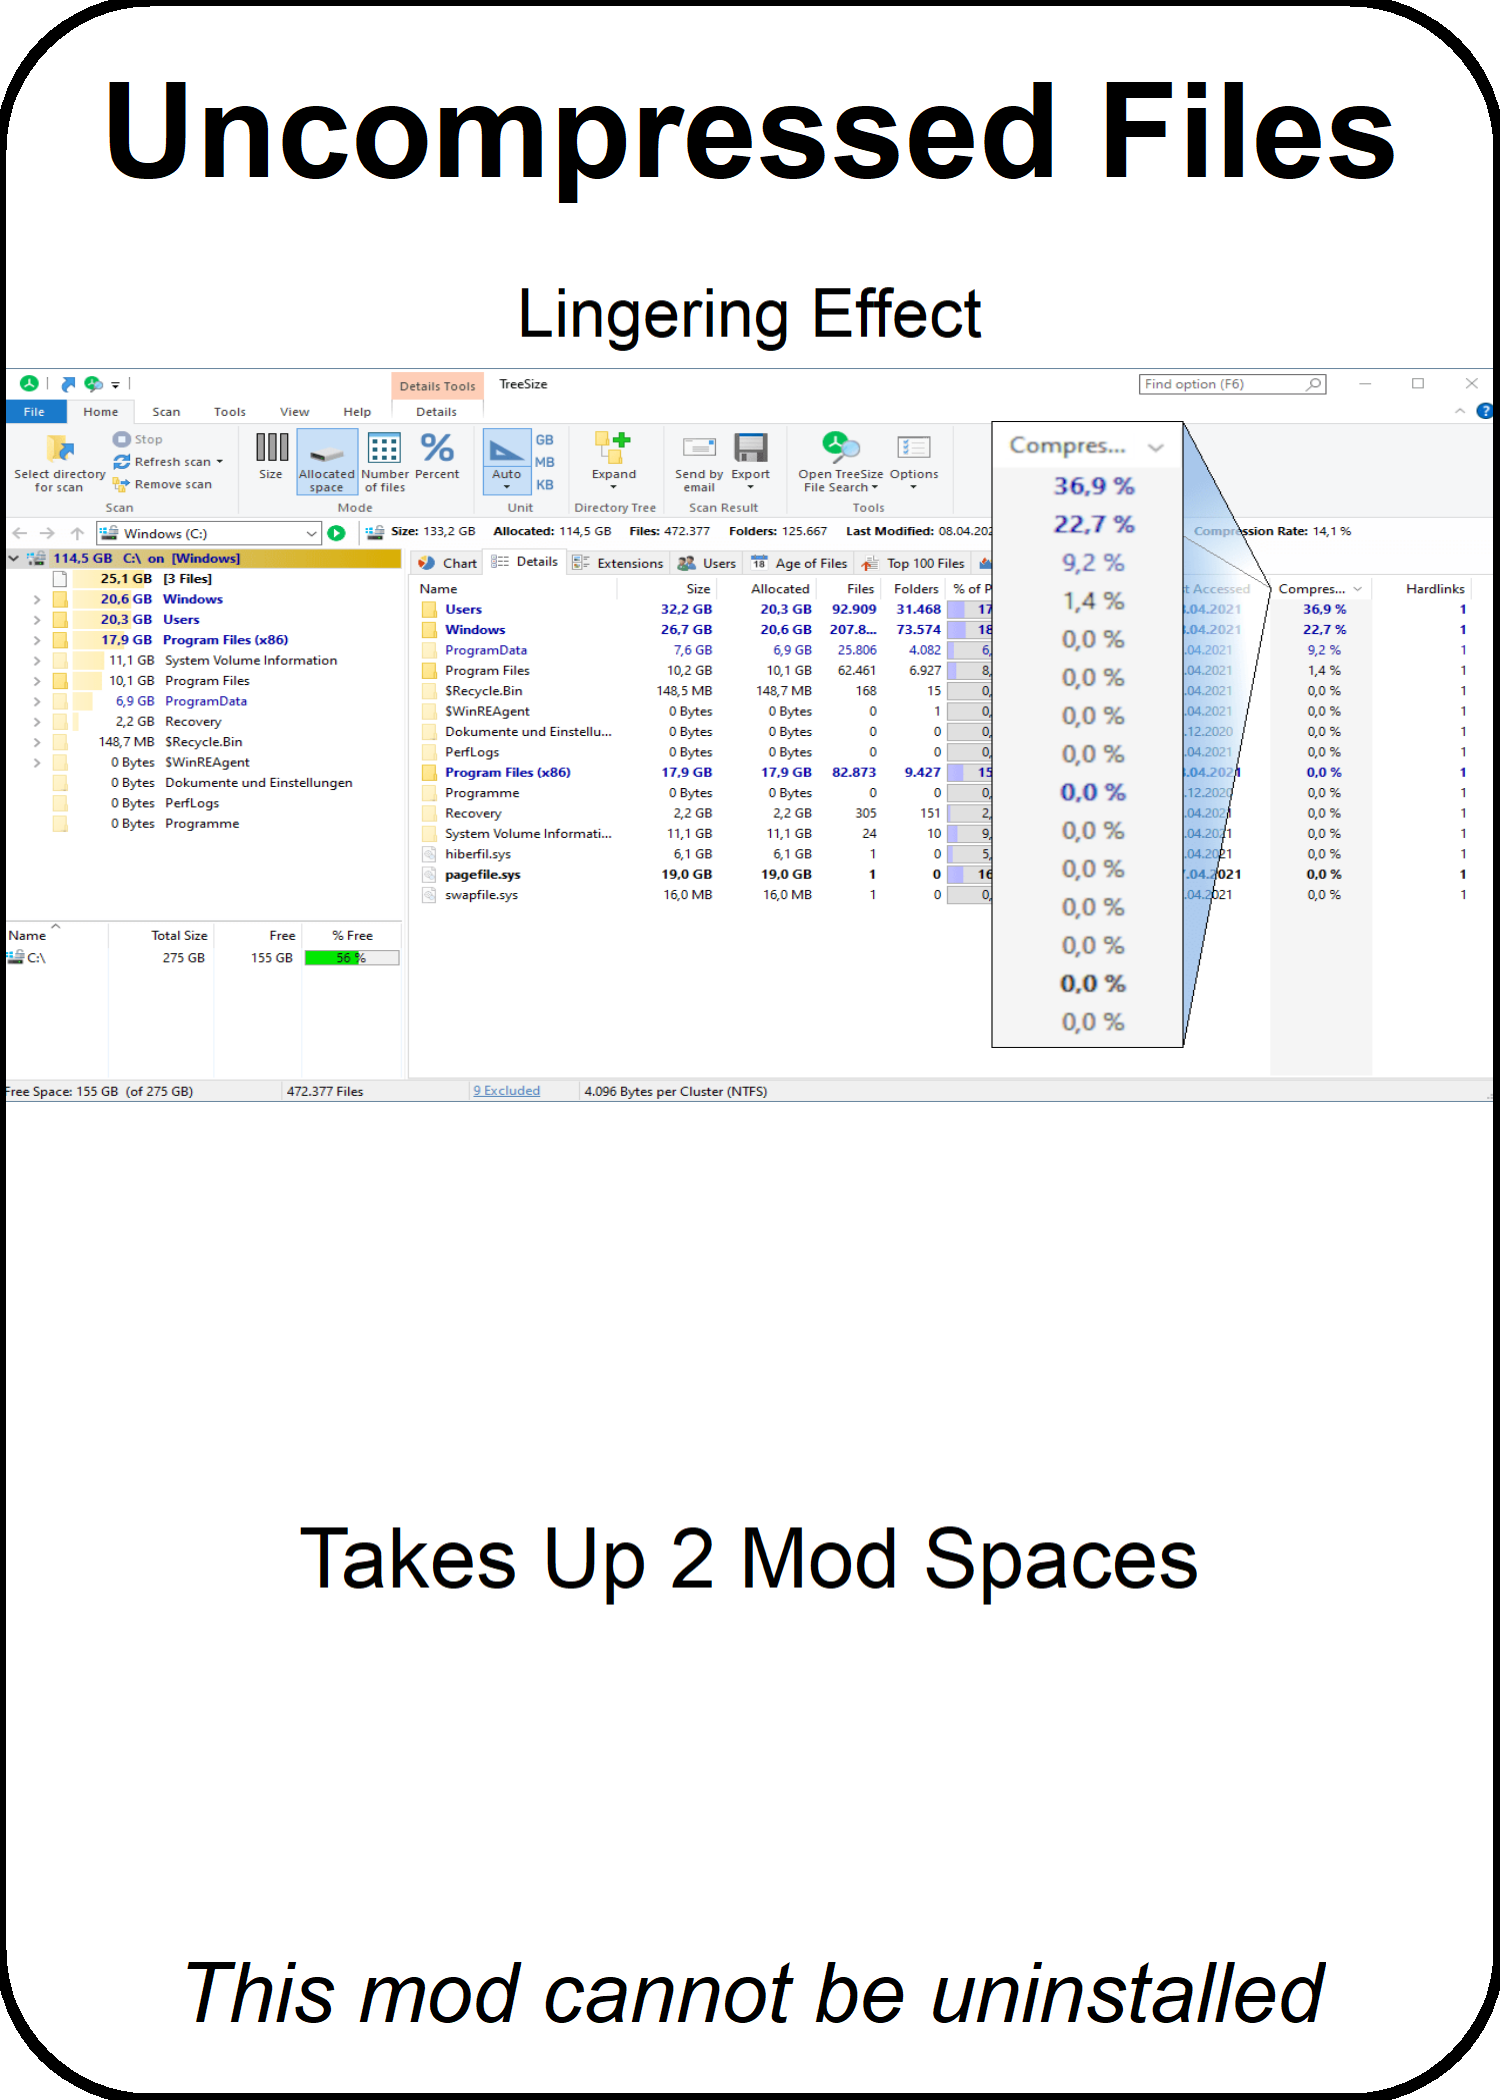 Uncompressed Files
Lingering Effect
Details Tools TreeSize Find option (F6)
File Home Scan Tools View Help Details
Select directory for scan Stop Refresh scan Remove scan Size Allocated space Number of files Percent Auto GB MB KB Expand Send by email Export Open TreeSize File Search Options
Scan Mode Unit Directory Tree Scan Result Tools
Windows (C:) Size: 133,2 GB Allocated: 114,5 GB Files: 472.377 Folders: 125.667 Last Modified: 08.04.202 Compression Rate: 14,1 %
114,5 GB C:\ on [Windows]
25,1 GB [3 Files]
20,6 GB Windows
20,3 GB Users
17,9 GB Program Files (x86)
11,1 GB System Volume Information
10,1 GB Program Files
6,9 GB ProgramData
2,2 GB Recovery
148,7 MB $Recycle.Bin
0 Bytes $WinREAgent
0 Bytes Dokumente und Einstellungen
0 Bytes PerfLogs
0 Bytes Programme
Name Total Size Free % Free
C:\ 275 GB 155 GB 56 %
Chart Details Extensions Users 18 Age of Files Top 100 Files
Name Size Allocated Files Folders % of P t Accessed Compres... Hardlinks
Users 32,2 GB 20,3 GB 92.909 31.468 17 .04.2021 36,9 % 1
Windows 26,7 GB 20,6 GB 207.8... 73.574 18 .04.2021 22,7 % 1
ProgramData 7,6 GB 6,9 GB 25.806 4.082 6, .04.2021 9,2 % 1
Program Files 10,2 GB 10,1 GB 62.461 6.927 8, .04.2021 1,4 % 1
$Recycle.Bin 148,5 MB 148,7 MB 168 15 0, .04.2021 0,0 % 1
$WinREAgent 0 Bytes 0 Bytes 0 1 0, .04.2021 0,0 % 1
Dokumente und Einstellu... 0 Bytes 0 Bytes 0 0 0, .12.2020 0,0 % 1
PerfLogs 0 Bytes 0 Bytes 0 0 0, .04.2021 0,0 % 1
Program Files (x86) 17,9 GB 17,9 GB 82.873 9.427 15 .04.2021 0,0 % 1
Programme 0 Bytes 0 Bytes 0 0 0, .12.2020 0,0 % 1
Recovery 2,2 GB 2,2 GB 305 151 2, .04.2021 0,0 % 1
System Volume Informati... 11,1 GB 11,1 GB 24 10 9, .04.2021 0,0 % 1
hiberfil.sys 6,1 GB 6,1 GB 1 0 5, .04.2021 0,0 % 1
pagefile.sys 19,0 GB 19,0 GB 1 0 16 .04.2021 0,0 % 1
swapfile.sys 16,0 MB 16,0 MB 1 0 0, .04.2021 0,0 % 1
Compres...
36,9 %
22,7 %
9,2 %
1,4 %
0,0 %
0,0 %
0,0 %
0,0 %
0,0 %
0,0 %
0,0 %
0,0 %
0,0 %
0,0 %
0,0 %
Free Space: 155 GB (of 275 GB) 472.377 Files 9 Excluded 4.096 Bytes per Cluster (NTFS)
Takes Up 2 Mod Spaces
This mod cannot be uninstalled